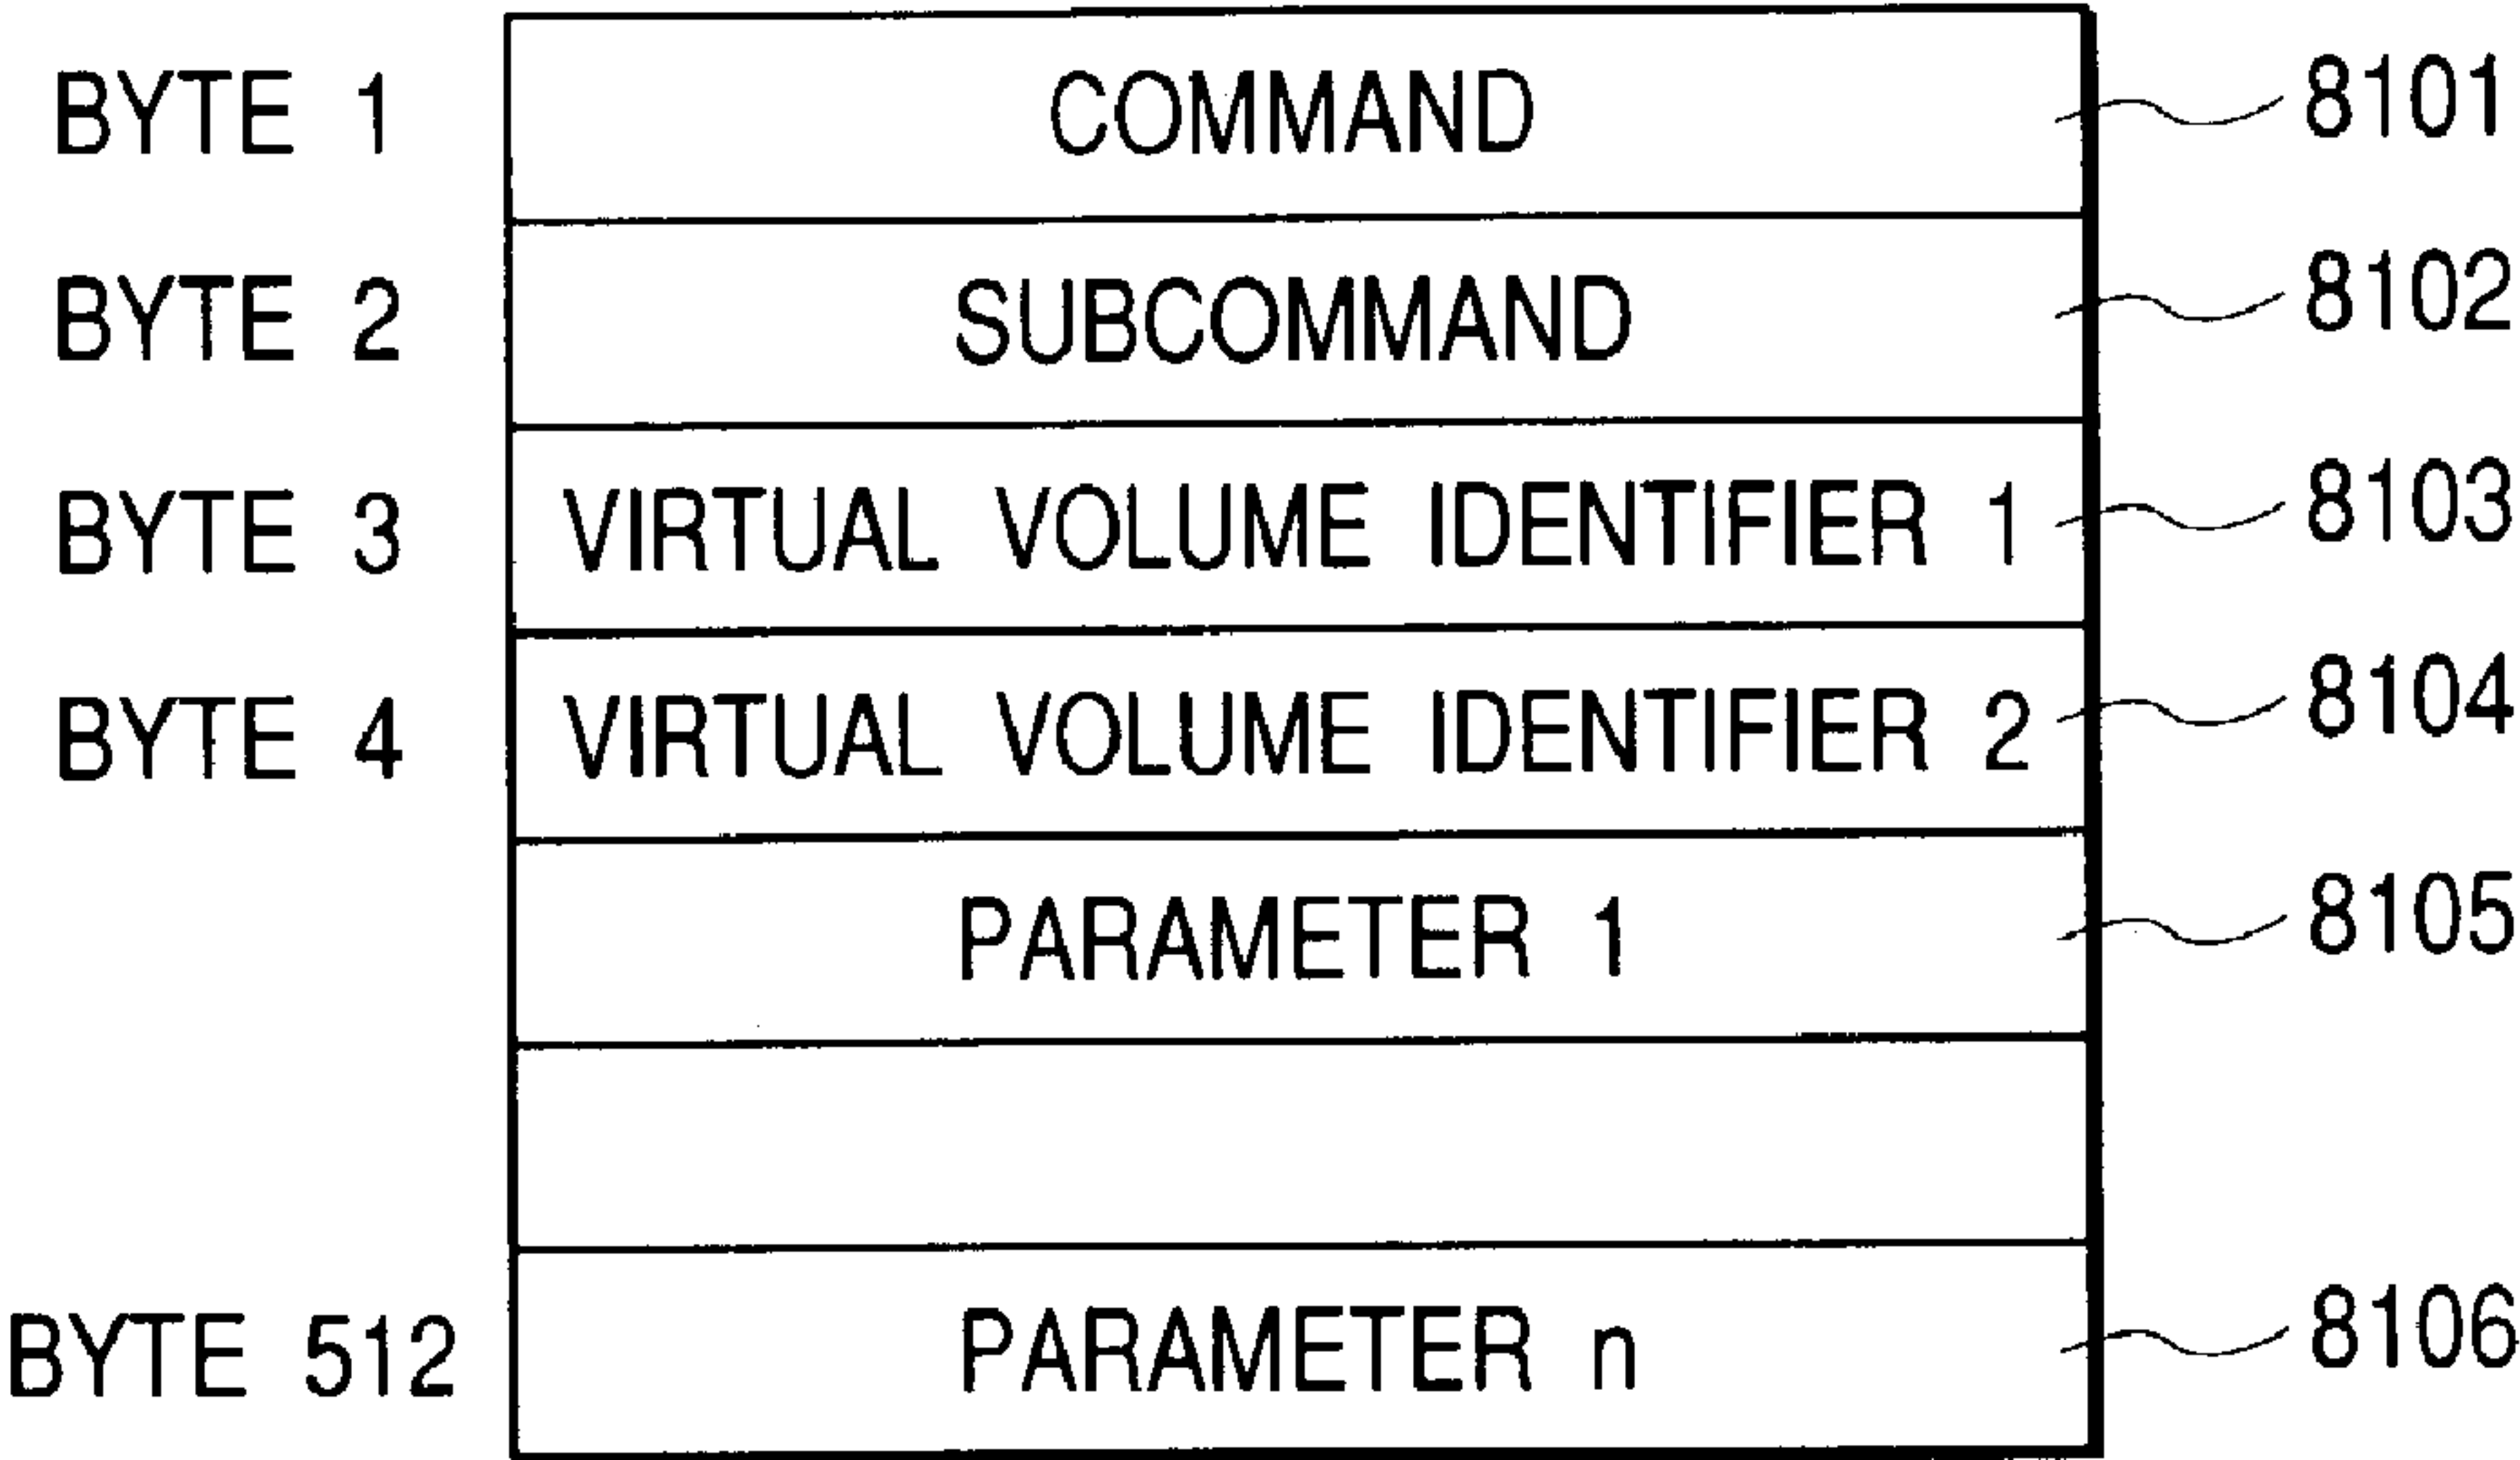 BYTE 1 COMMAND 8101
BYTE 2 SUBCOMMAND 8102
BYTE 3 VIRTUAL VOLUME IDENTIFIER 1 8103
BYTE 4 VIRTUAL VOLUME IDENTIFIER 2 8104
PARAMETER 1 8105
BYTE 512 PARAMETER n 8106